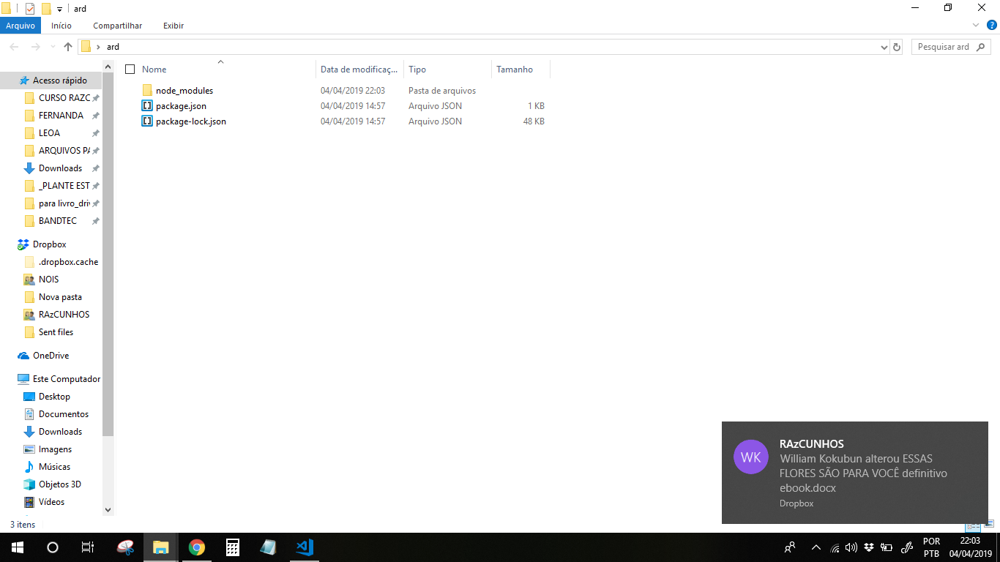 ard
Arquivo Início Compartilhar Exibir
ard
Pesquisar ard
Nome Data de modificaç... Tipo Tamanho
node_modules 04/04/2019 22:03 Pasta de arquivos
package.json 04/04/2019 14:57 Arquivo JSON 1 KB
package-lock.json 04/04/2019 14:57 Arquivo JSON 48 KB
Acesso rápido
CURSO RAZC
FERNANDA
LEOA
ARQUIVOS PA
Downloads
_PLANTE EST
para livro_driv
BANDTEC
Dropbox
.dropbox.cache
NOIS
Nova pasta
RAzCUNHOS
Sent files
OneDrive
Este Computador
Desktop
Documentos
Downloads
Imagens
Músicas
Objetos 3D
Vídeos
3 itens
WK
RAzCUNHOS
William Kokubun alterou ESSAS
FLORES SÃO PARA VOCÊ definitivo
ebook.docx
Dropbox
POR
PTB
22:03
04/04/2019